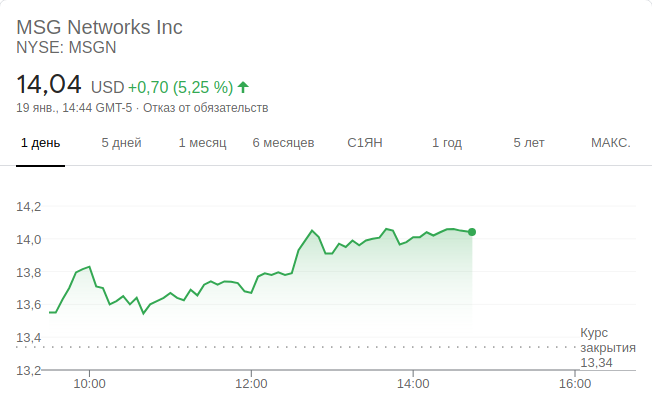 MSG Networks Inc
NYSE: MSGN
14,04 USD +0,70 (5,25 %) ↑
19 янв., 14:44 GMT-5 · Отказ от обязательств
1 день 5 дней 1 месяц 6 месяцев С1ЯН 1 год 5 лет МАКС.
14,2
14,0
13,8
13,6
13,4
13,2
Курс
закрытия
13,34
10:00 12:00 14:00 16:00